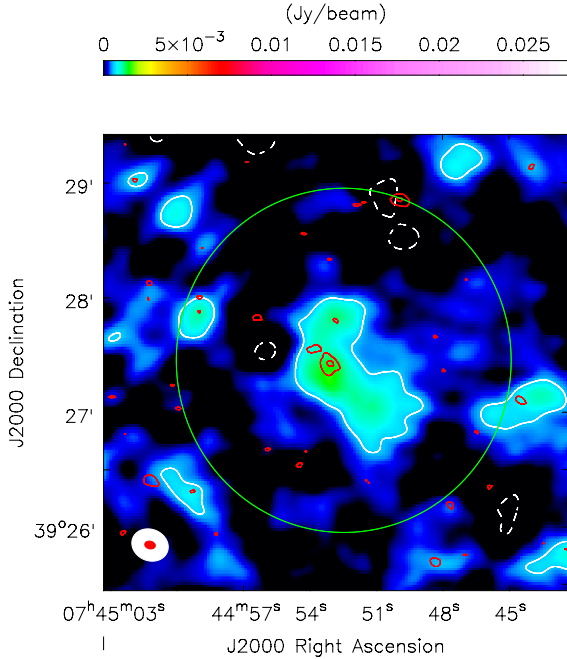 (Jy/beam)
0 5×10⁻³ 0.01 0.015 0.02 0.025
29'
28'
27'
39°26'
J2000 Declination
07ʰ45ᵐ03ˢ 44ᵐ57ˢ 54ˢ 51ˢ 48ˢ 45ˢ
J2000 Right Ascension